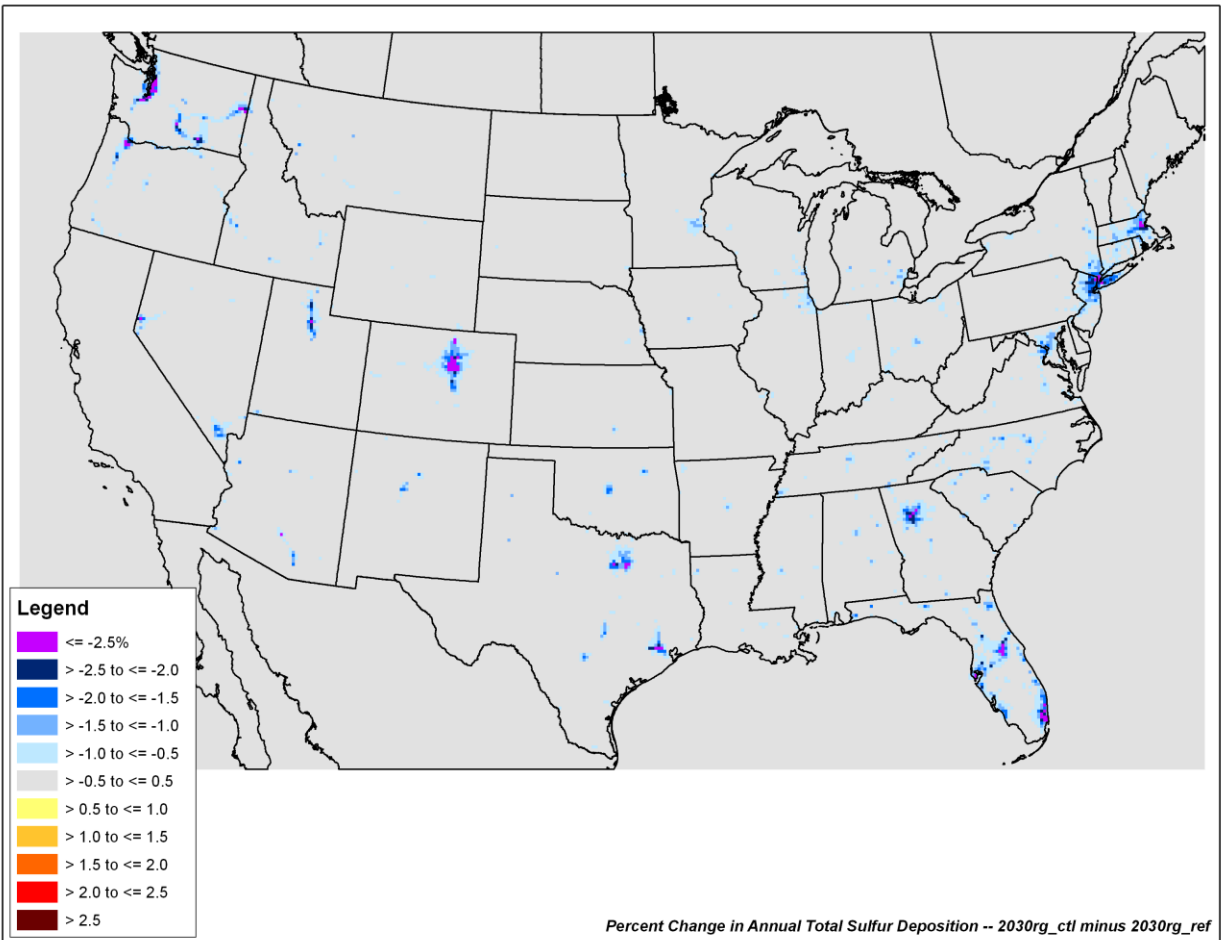 Legend
<= -2.5%
> -2.5 to <= -2.0
> -2.0 to <= -1.5
> -1.5 to <= -1.0
> -1.0 to <= -0.5
> -0.5 to <= 0.5
> 0.5 to <= 1.0
> 1.0 to <= 1.5
> 1.5 to <= 2.0
> 2.0 to <= 2.5
> 2.5
Percent Change in Annual Total Sulfur Deposition -- 2030rg_ctl minus 2030rg_ref